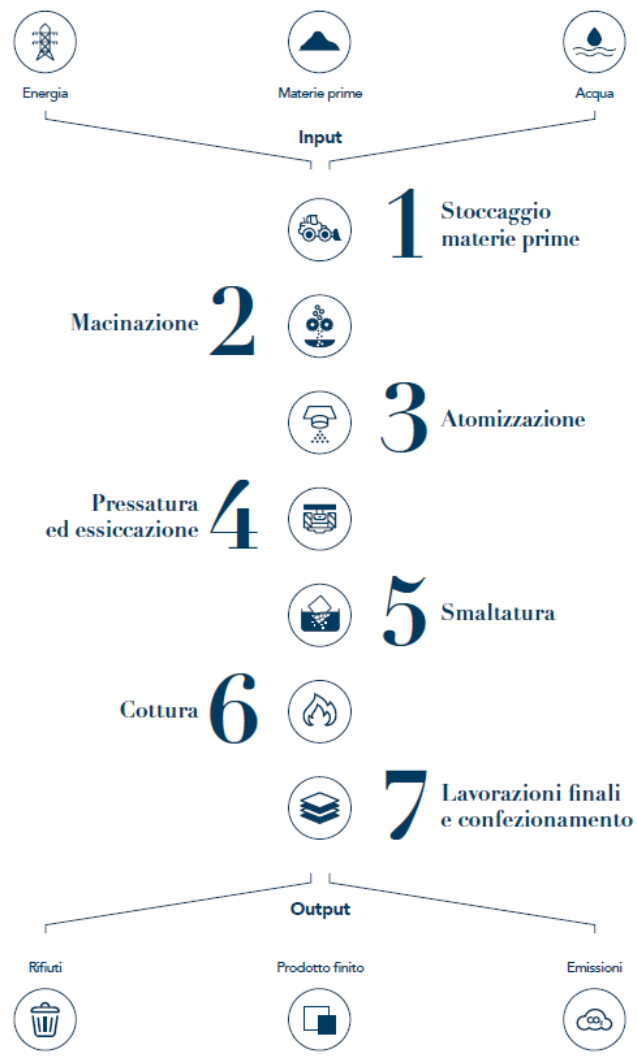 Energia
Materie prime
Acqua
Input
1
Stoccaggio
materie prime
Macinazione
2
3
Atomizzazione
Pressatura
ed essiccazione
4
5
Smaltatura
Cottura
6
7
Lavorazioni finali
e confezionamento
Output
Rifiuti
Prodotto finito
Emissioni
CO₂